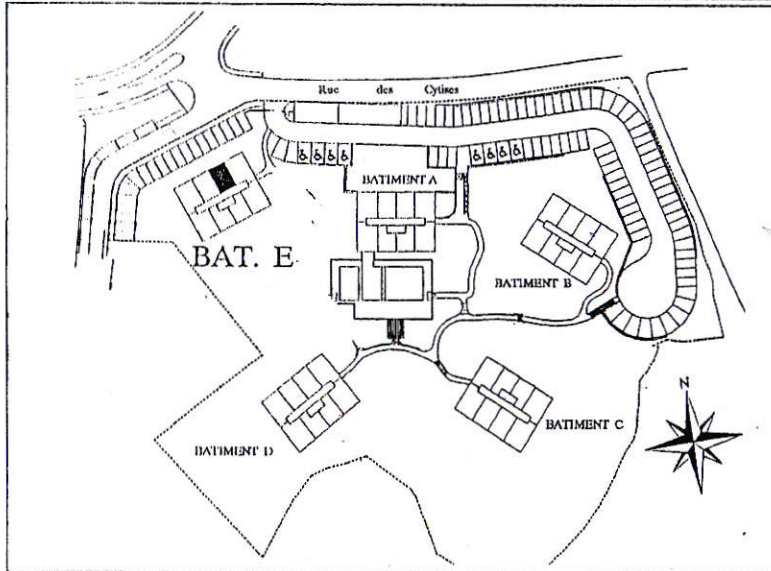 Rue des Cytises
BATIMENT A
BAT. E
BATIMENT B
BATIMENT D
BATIMENT C
N